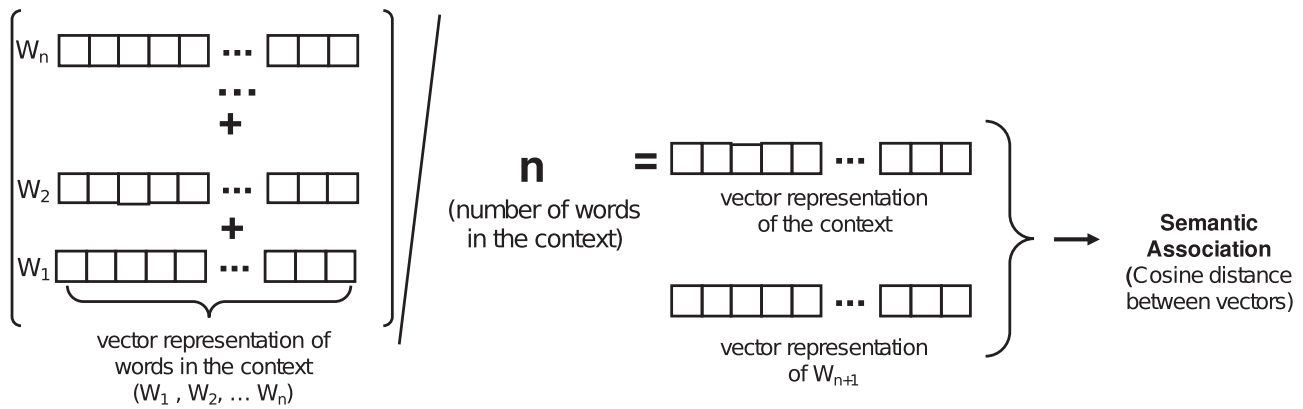 Wn
...
...
+
W2
...
+
W1
...
vector representation of
words in the context
(W1 , W2, ... Wn)
/
n
(number of words
in the context)
=
...
vector representation
of the context
...
vector representation
of Wn+1
Semantic
Association
(Cosine distance
between vectors)